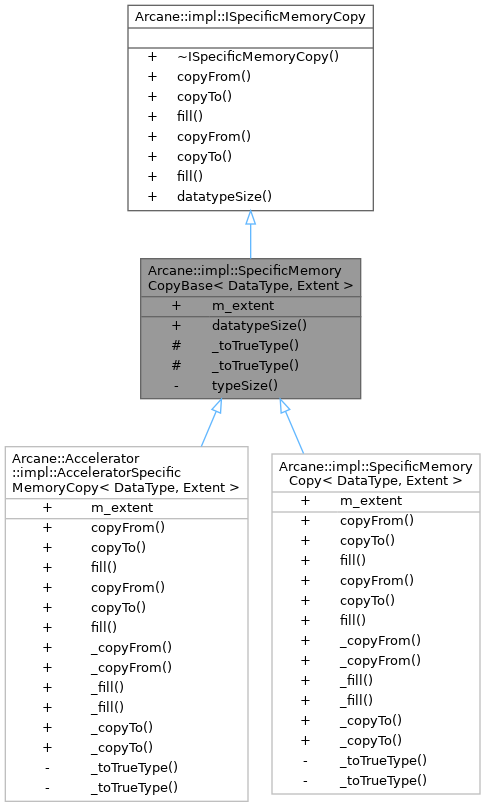 Arcane::impl::ISpecificMemoryCopy
+ ~ISpecificMemoryCopy()
+ copyFrom()
+ copyTo()
+ fill()
+ copyFrom()
+ copyTo()
+ fill()
+ datatypeSize()
Arcane::impl::SpecificMemory
CopyBase< DataType, Extent >
+ m_extent
+ datatypeSize()
# _toTrueType()
# _toTrueType()
- typeSize()
Arcane::Accelerator
::impl::AcceleratorSpecific
MemoryCopy< DataType, Extent >
+ m_extent
+ copyFrom()
+ copyTo()
+ fill()
+ copyFrom()
+ copyTo()
+ fill()
+ _copyFrom()
+ _copyFrom()
+ _fill()
+ _fill()
+ _copyTo()
+ _copyTo()
- _toTrueType()
- _toTrueType()
Arcane::impl::SpecificMemory
Copy< DataType, Extent >
+ m_extent
+ copyFrom()
+ copyTo()
+ fill()
+ copyFrom()
+ copyTo()
+ fill()
+ _copyFrom()
+ _copyFrom()
+ _fill()
+ _fill()
+ _copyTo()
+ _copyTo()
- _toTrueType()
- _toTrueType()